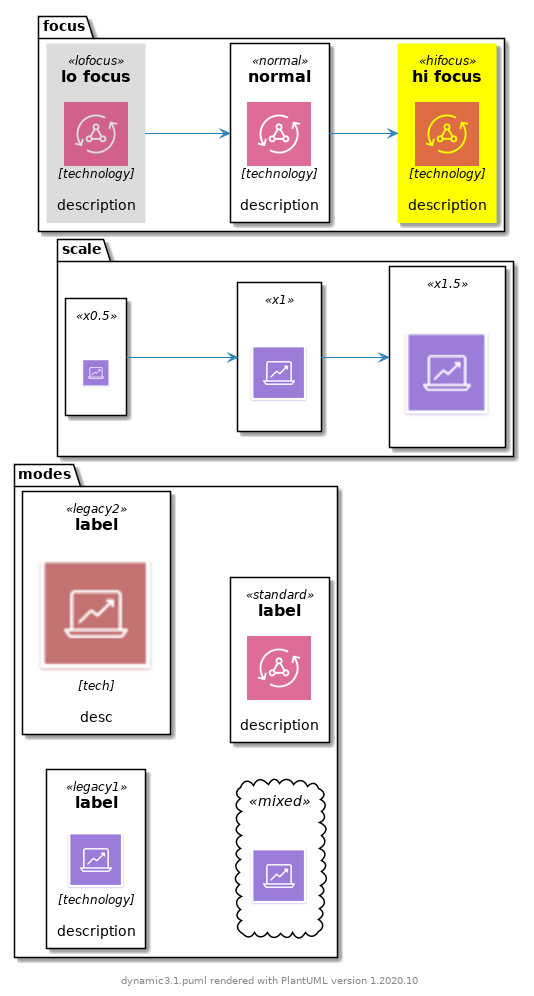 focus
«lofocus»
lo focus
[technology]
description
«normal»
normal
[technology]
description
«hifocus»
hi focus
[technology]
description
scale
«x0.5»
«x1»
«x1.5»
modes
«legacy2»
label
[tech]
desc
«standard»
label
description
«legacy1»
label
[technology]
description
«mixed»
dynamic3.1.puml rendered with PlantUML version 1.2020.10